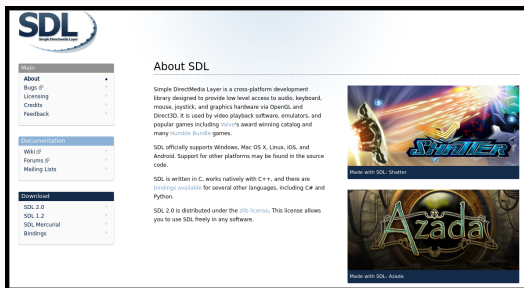 SDL
Simple Directmedia Layer
Main
About
Bugs
Licensing
Credits
Feedback
Documentation
Wiki
Forums
Mailing Lists
Download
SDL 2.0
SDL 1.2
SDL Mercurial
Bindings
About SDL
Simple DirectMedia Layer is a cross-platform development
library designed to provide low level access to audio, keyboard,
mouse, joystick, and graphics hardware via OpenGL and
Direct3D. It is used by video playback software, emulators, and
popular games including Valve's award winning catalog and
many Humble Bundle games.
SDL officially supports Windows, Mac OS X, Linux, iOS, and
Android. Support for other platforms may be found in the source
code.
SDL is written in C, works natively with C++, and there are
bindings available for several other languages, including C# and
Python.
SDL 2.0 is distributed under the zlib license. This license allows
you to use SDL freely in any software.
SHATTER
Made with SDL: Shatter
Azada
Made with SDL: Azada